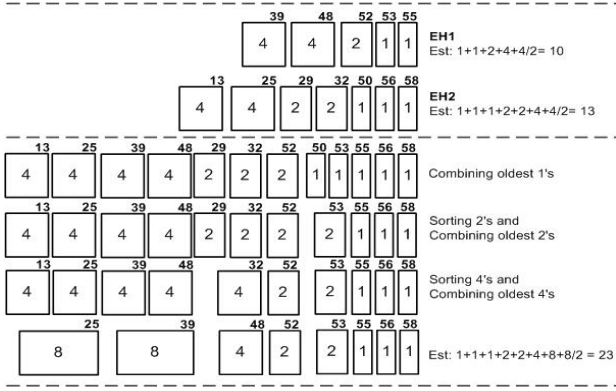 39 48 52 53 55
4 4 2 1 1
EH1
Est: 1+1+2+4+4/2= 10
13 25 29 32 50 56 58
4 4 2 2 1 1 1
EH2
Est: 1+1+1+2+2+4+4/2= 13
13 25 39 48 29 32 52 50 53 55 56 58
4 4 4 4 2 2 2 1 1 1 1 1
Combining oldest 1's
13 25 39 48 29 32 52 53 55 56 58
4 4 4 4 2 2 2 2 1 1 1
Sorting 2's and
Combining oldest 2's
13 25 39 48 32 52 53 55 56 58
4 4 4 4 4 2 2 1 1 1
Sorting 4's and
Combining oldest 4's
25 39 48 52 53 55 56 58
8 8 4 2 2 1 1 1
Est: 1+1+1+2+2+4+8+8/2 = 23